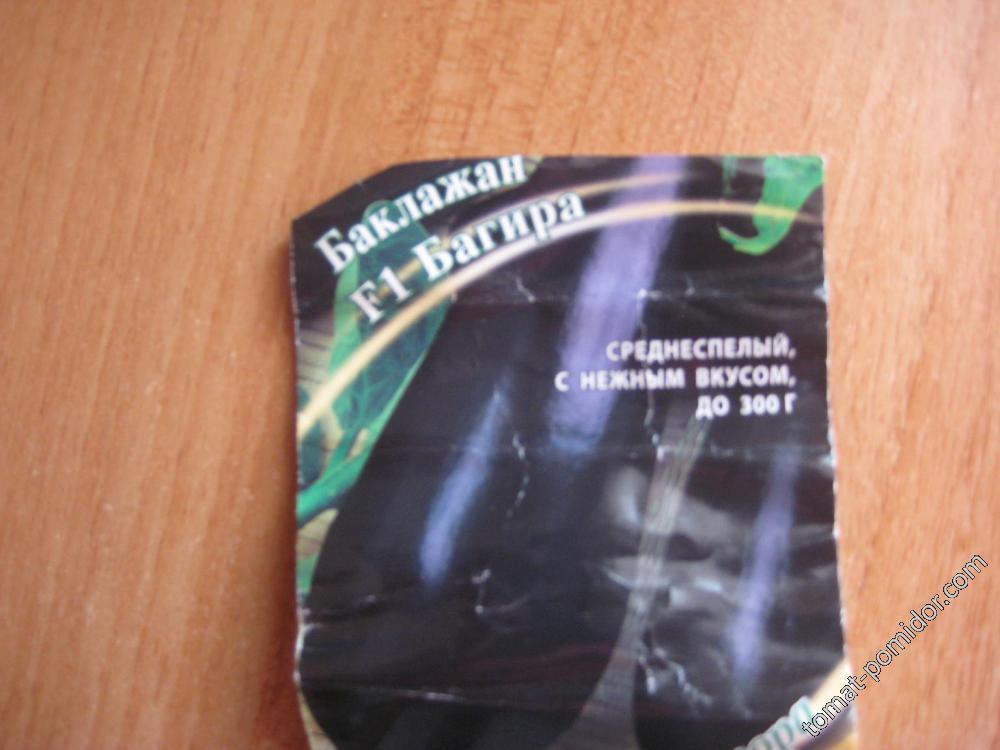 Баклажан
F1 Багира
СРЕДНЕСПЕЛЫЙ,
С НЕЖНЫМ ВКУСОМ,
ДО 300 Г
tomat-pomidor.com